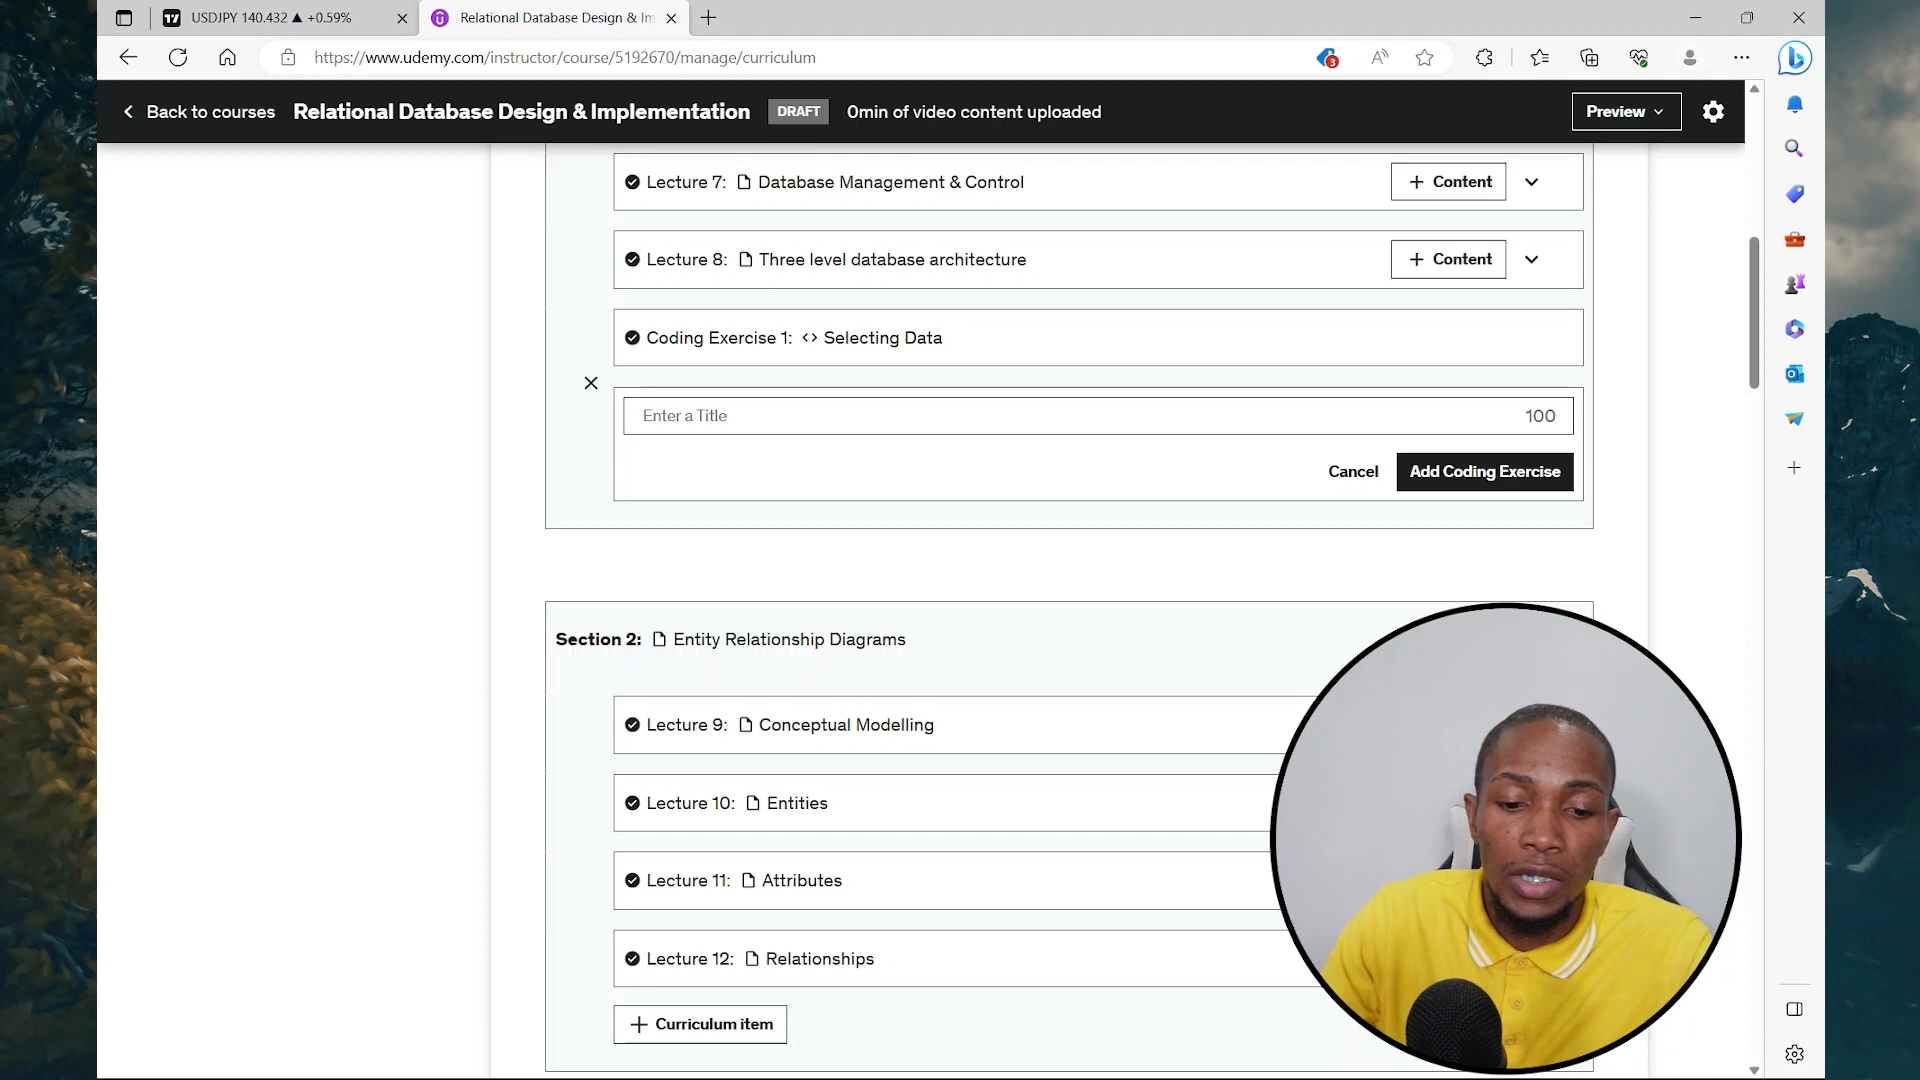 USDJPY 140.432 ▲ +0.59%
Relational Database Design & Im
https://www.udemy.com/instructor/course/5192670/manage/curriculum
3
Back to courses
Relational Database Design & Implementation
DRAFT
0min of video content uploaded
Preview
Lecture 7: Database Management & Control
+ Content
Lecture 8: Three level database architecture
+ Content
Coding Exercise 1: <> Selecting Data
Enter a Title
100
Cancel
Add Coding Exercise
Section 2: Entity Relationship Diagrams
Lecture 9: Conceptual Modelling
Lecture 10: Entities
Lecture 11: Attributes
Lecture 12: Relationships
+ Curriculum item